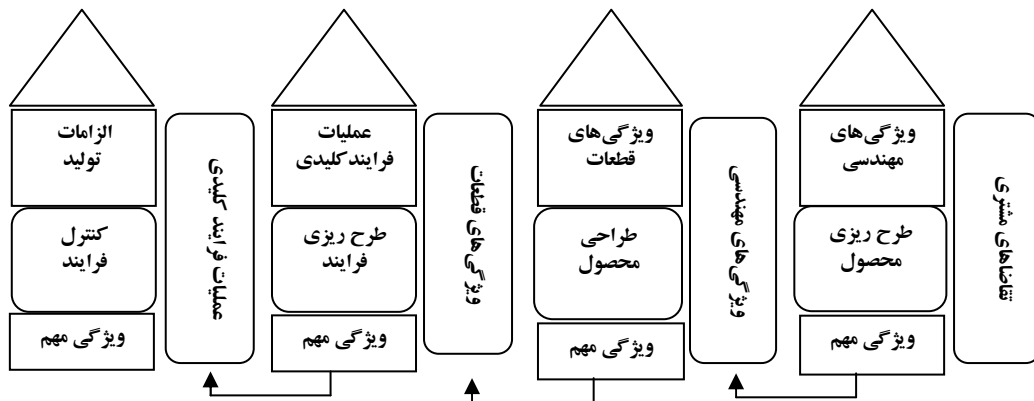 تقاضاهای مشتری
ویژگی‌های
مهندسی
طرح ریزی
محصول
ویژگی مهم
ویژگی‌های مهندسی
ویژگی‌های
قطعات
طراحی
محصول
ویژگی مهم
ویژگی‌های قطعات
عملیات
فرایندکلیدی
طرح ریزی
فرایند
ویژگی مهم
عملیات فرایند کلیدی
الزامات
تولید
کنترل
فرایند
ویژگی مهم